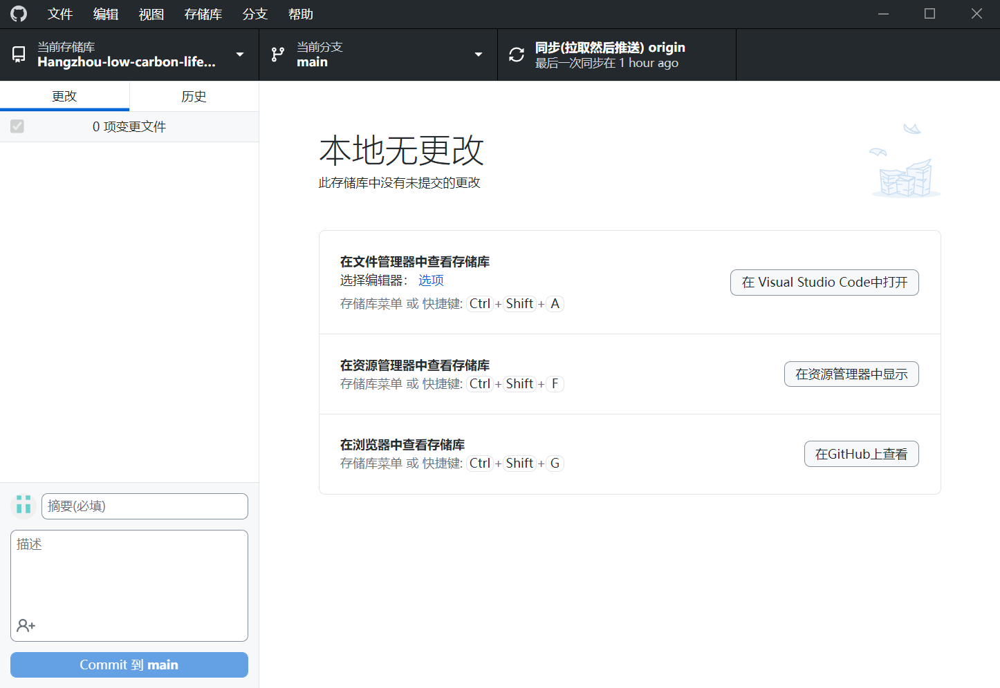 文件 编辑 视图 存储库 分支 帮助
当前存储库
Hangzhou-low-carbon-life...
当前分支
main
同步(拉取然后推送) origin
最后一次同步在 1 hour ago
更改 历史
0 项变更文件
本地无更改
此存储库中没有未提交的更改
在文件管理器中查看存储库
选择编辑器： 选项
存储库菜单 或 快捷键: Ctrl + Shift + A
在 Visual Studio Code中打开
在资源管理器中查看存储库
存储库菜单 或 快捷键: Ctrl + Shift + F
在资源管理器中显示
在浏览器中查看存储库
存储库菜单 或 快捷键: Ctrl + Shift + G
在GitHub上查看
摘要(必填)
描述
Commit 到 main